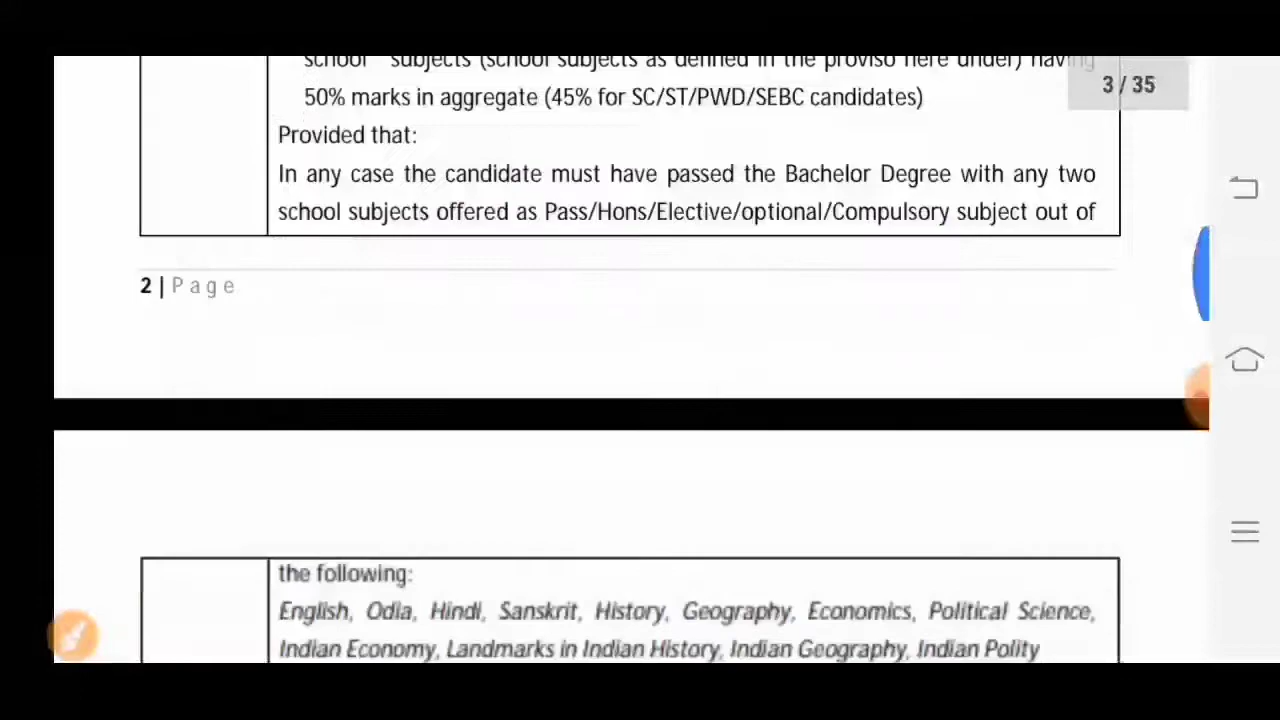 school subjects (school subjects as defined in the proviso here under) having
3 / 35
50% marks in aggregate (45% for SC/ST/PWD/SEBC candidates)
Provided that:
In any case the candidate must have passed the Bachelor Degree with any two
school subjects offered as Pass/Hons/Elective/optional/Compulsory subject out of
2 | P a g e
the following:
English, Odia, Hindi, Sanskrit, History, Geography, Economics, Political Science,
Indian Economy, Landmarks in Indian History, Indian Geography, Indian Polity